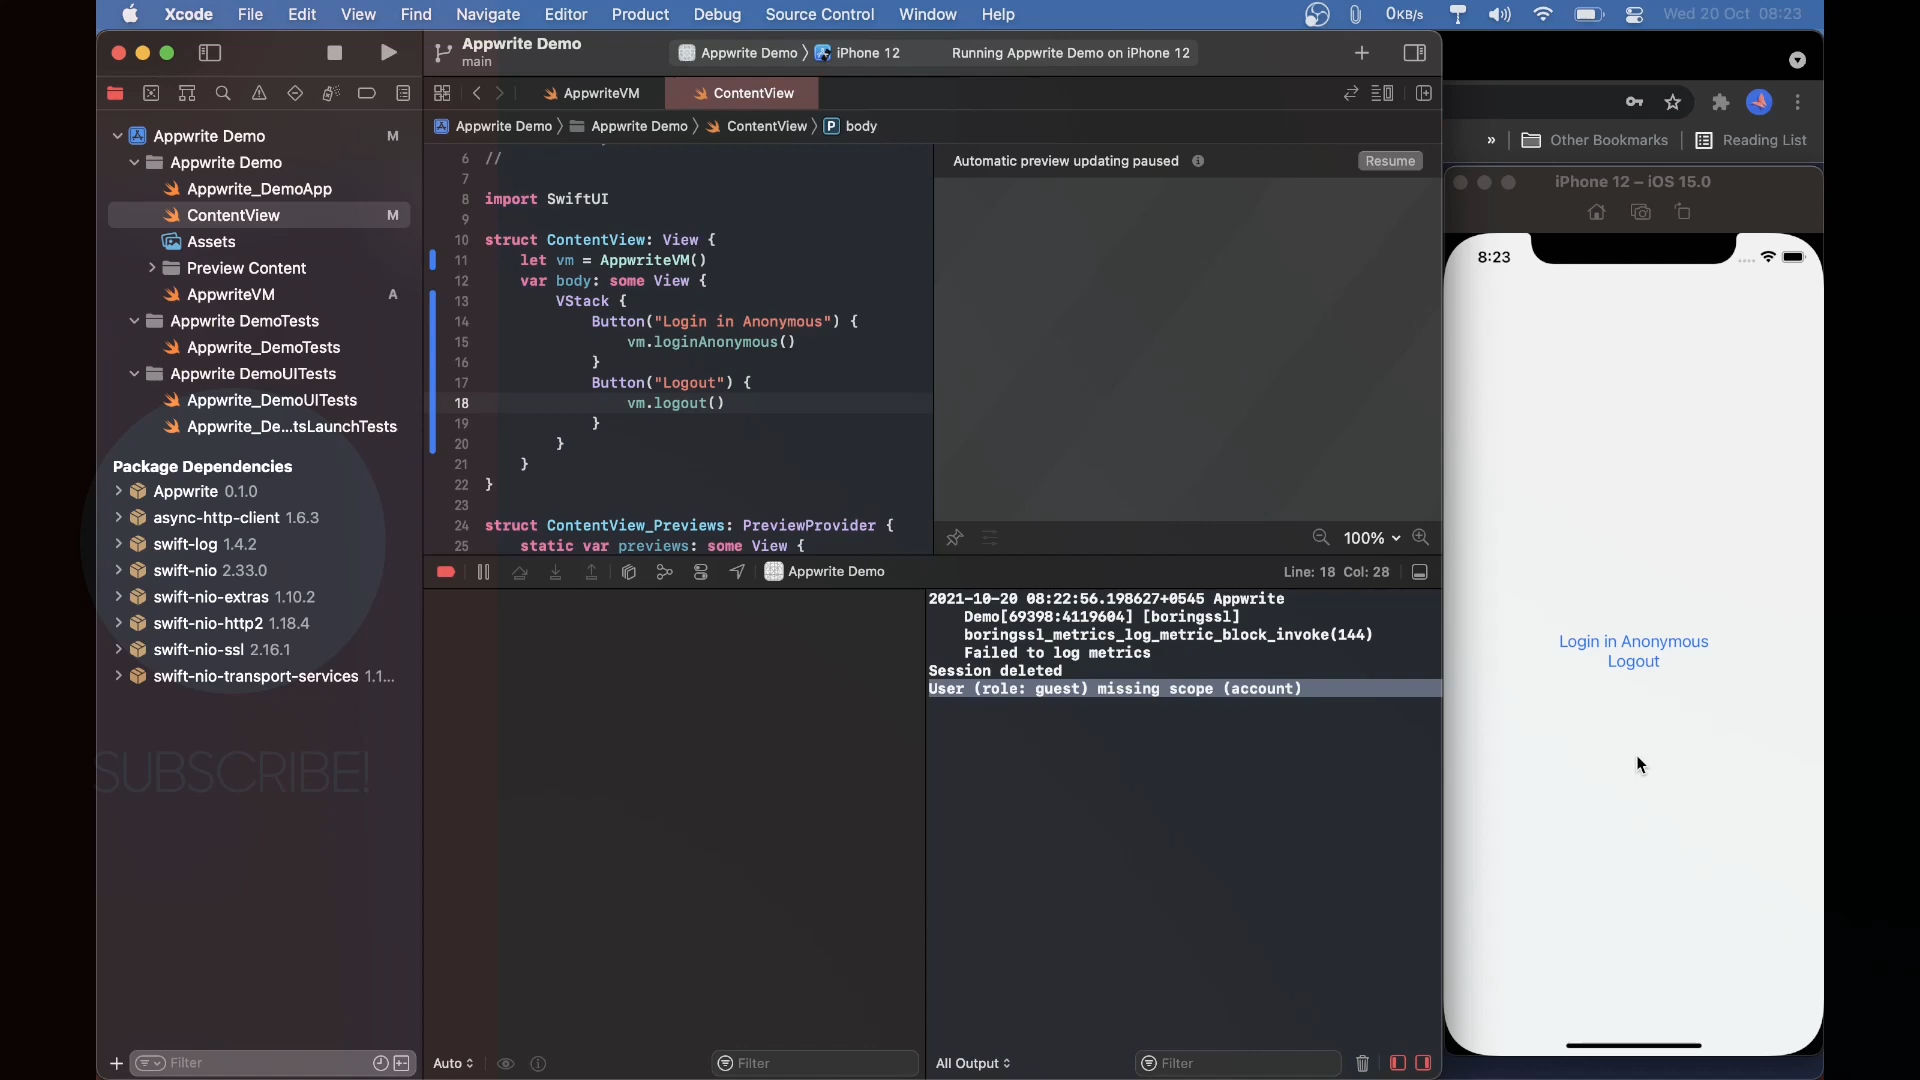 Xcode File Edit View Find Navigate Editor Product Debug Source Control Window Help 0KB/s Wed 20 Oct 08:23
Appwrite Demo
main
Appwrite Demo iPhone 12 Running Appwrite Demo on iPhone 12
AppwriteVM ContentView
Appwrite Demo Appwrite Demo ContentView P body
Appwrite Demo M
Appwrite Demo
Appwrite_DemoApp
ContentView M
Assets
Preview Content
AppwriteVM A
Appwrite DemoTests
Appwrite_DemoTests
Appwrite DemoUITests
Appwrite_DemoUITests
Appwrite_De...tsLaunchTests
Package Dependencies
Appwrite 0.1.0
async-http-client 1.6.3
swift-log 1.4.2
swift-nio 2.33.0
swift-nio-extras 1.10.2
swift-nio-http2 1.18.4
swift-nio-ssl 2.16.1
swift-nio-transport-services 1.1...
SUBSCRIBE!
Filter
6 //
7
8 import SwiftUI
9
10 struct ContentView: View {
11 let vm = AppwriteVM()
12 var body: some View {
13 VStack {
14 Button("Login in Anonymous") {
15 vm.loginAnonymous()
16 }
17 Button("Logout") {
18 vm.logout()
19 }
20 }
21 }
22 }
23
24 struct ContentView_Previews: PreviewProvider {
25 static var previews: some View {
Automatic preview updating paused Resume
100%
Appwrite Demo Line: 18 Col: 28
2021-10-20 08:22:56.198627+0545 Appwrite
Demo[69398:4119604] [boringssl]
boringssl_metrics_log_metric_block_invoke(144)
Failed to log metrics
Session deleted
User (role: guest) missing scope (account)
Auto Filter All Output Filter
» Other Bookmarks Reading List
iPhone 12 – iOS 15.0
8:23
Login in Anonymous
Logout